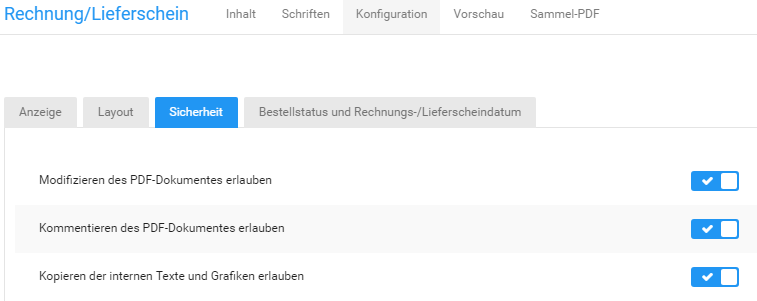 Rechnung/Lieferschein Inhalt Schriften Konfiguration Vorschau Sammel-PDF
Anzeige Layout Sicherheit Bestellstatus und Rechnungs-/Lieferscheindatum
Modifizieren des PDF-Dokumentes erlauben
Kommentieren des PDF-Dokumentes erlauben
Kopieren der internen Texte und Grafiken erlauben